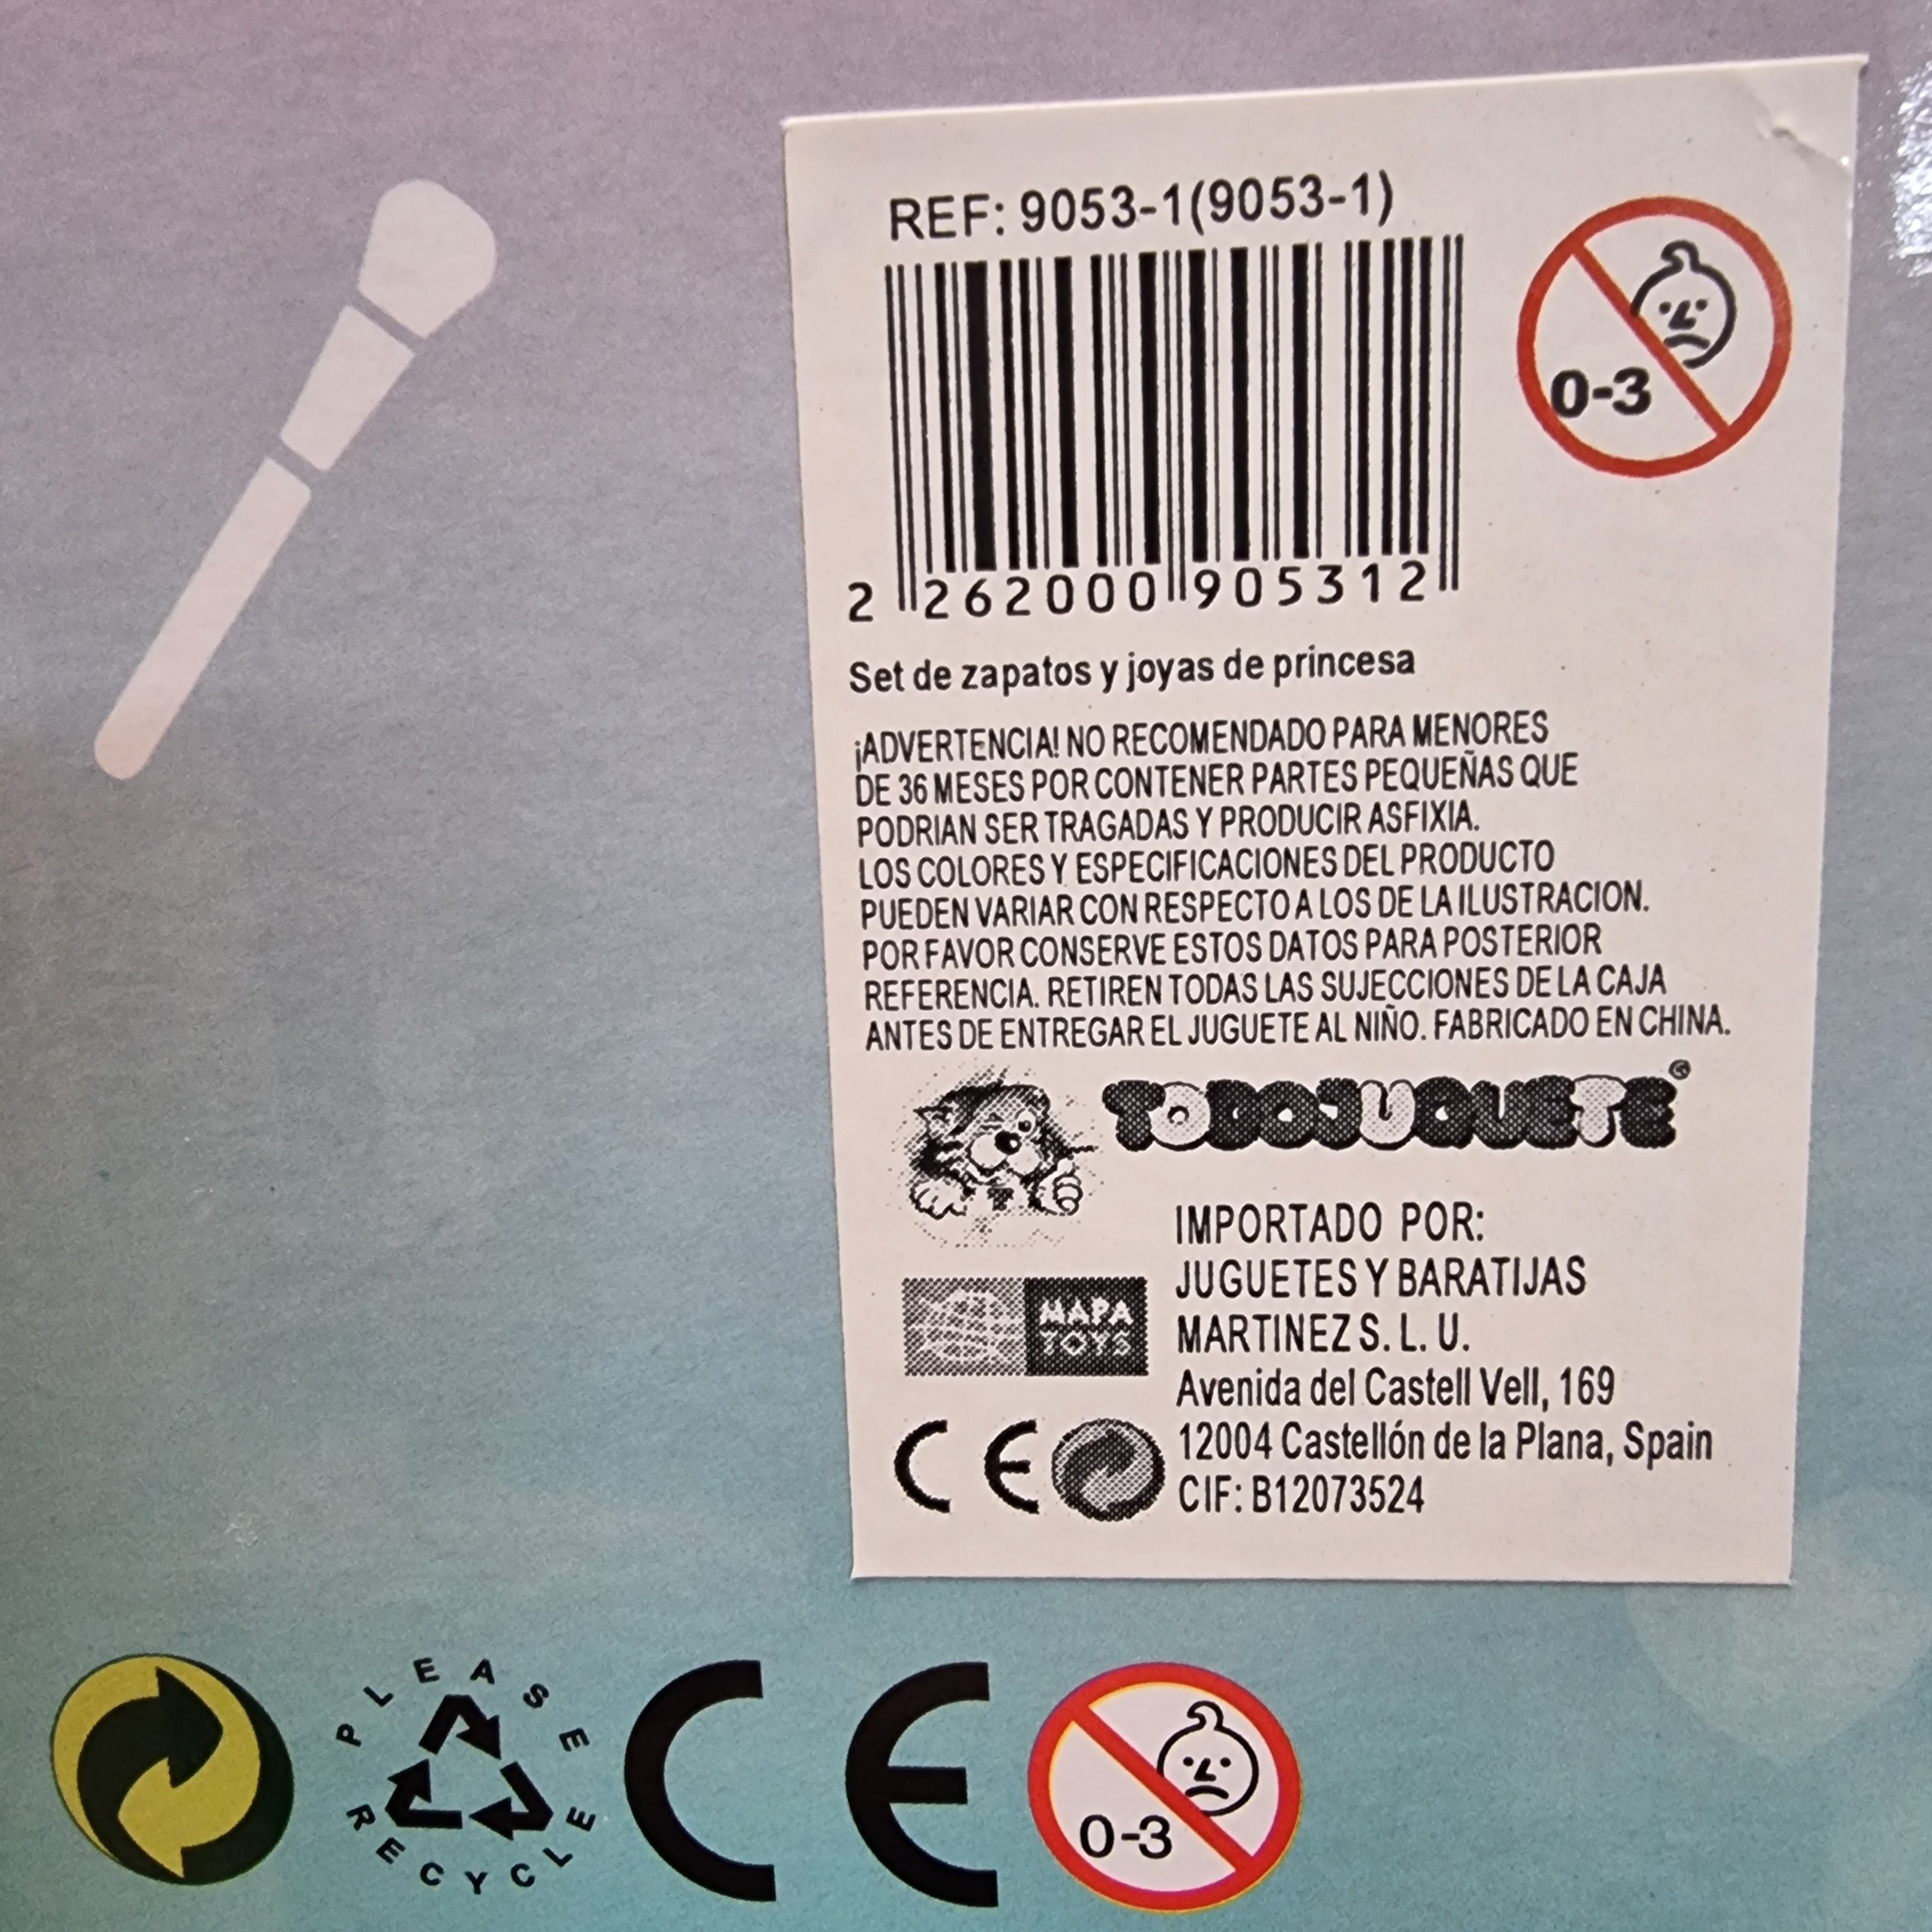 REF: 9053-1(9053-1)
0-3
2 262000 905312
Set de zapatos y joyas de princesa
¡ADVERTENCIA! NO RECOMENDADO PARA MENORES
DE 36 MESES POR CONTENER PARTES PEQUEÑAS QUE
PODRIAN SER TRAGADAS Y PRODUCIR ASFIXIA.
LOS COLORES Y ESPECIFICACIONES DEL PRODUCTO
PUEDEN VARIAR CON RESPECTO A LOS DE LA ILUSTRACION.
POR FAVOR CONSERVE ESTOS DATOS PARA POSTERIOR
REFERENCIA. RETIREN TODAS LAS SUJECCIONES DE LA CAJA
ANTES DE ENTREGAR EL JUGUETE AL NIÑO. FABRICADO EN CHINA.
TODOJUGUETE®
IMPORTADO POR:
JUGUETES Y BARATIJAS
MARTINEZ S. L. U.
Avenida del Castell Vell, 169
12004 Castellón de la Plana, Spain
CIF: B12073524
MAPA
TOYS
CE
PLEASE
RECYCLE
CE
0-3